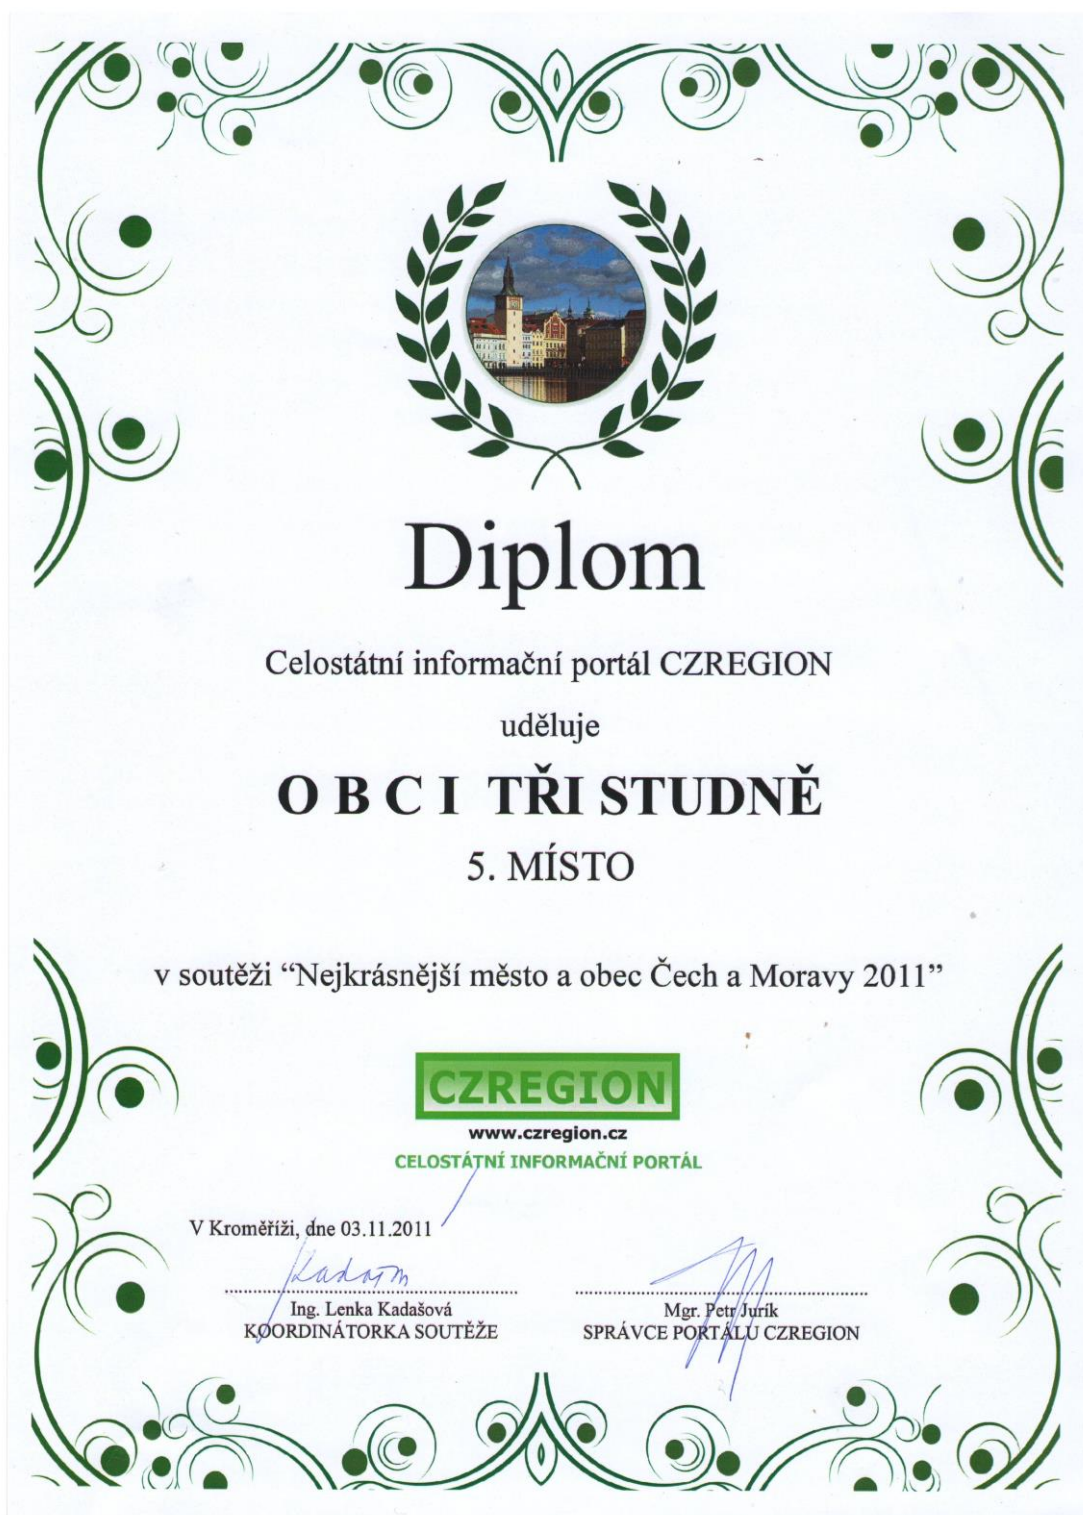 Diplom
Celostátní informační portál CZREGION
uděluje
O B C I TŘI STUDNĚ
5. MÍSTO
v soutěži “Nejkrásnější město a obec Čech a Moravy 2011”
CZREGION
www.czregion.cz
CELOSTÁTNÍ INFORMAČNÍ PORTÁL
V Kroměříži, dne 03.11.2011
Ing. Lenka Kadašová
KOORDINÁTORKA SOUTĚŽE
Mgr. Petr Jurík
SPRÁVCE PORTÁLU CZREGION